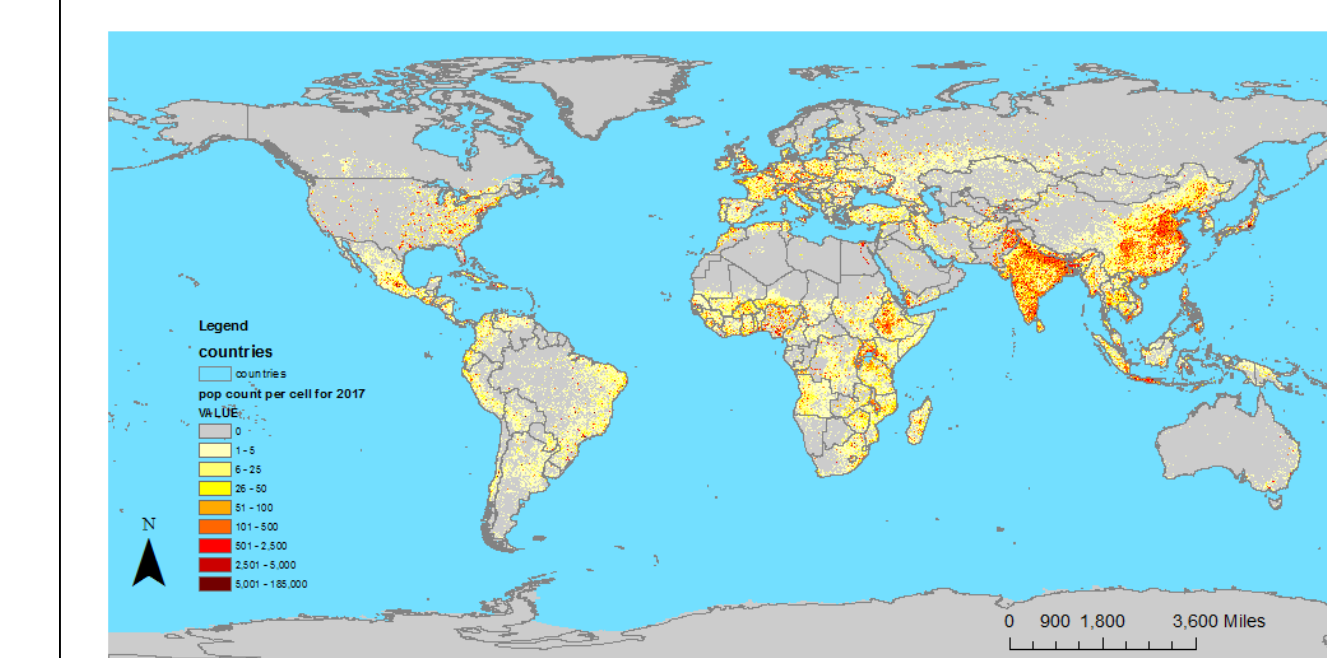 Legend
countries
countries
pop count per cell for 2017
VALUE
0
1 - 5
6 - 25
26 - 50
51 - 100
101 - 500
501 - 2,500
2,501 - 5,000
5,001 - 185,000
N
0 900 1,800 3,600 Miles